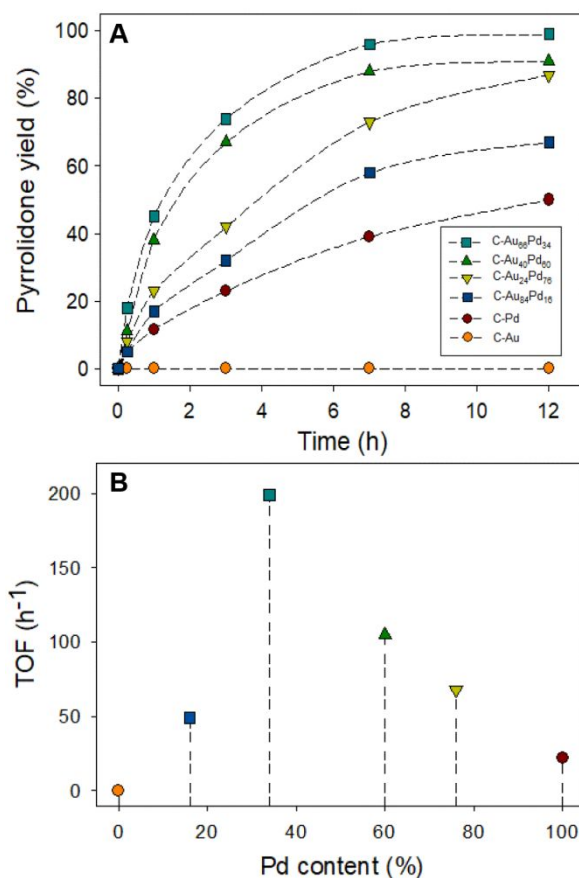 A
Pyrrolidone yield (%)
100
80
60
40
20
0
C-Au₆₆Pd₃₄
C-Au₄₀Pd₆₀
C-Au₂₄Pd₇₆
C-Au₈₄Pd₁₆
C-Pd
C-Au
0 2 4 6 8 10 12
Time (h)
B
TOF (h⁻¹)
200
150
100
50
0
0 20 40 60 80 100
Pd content (%)